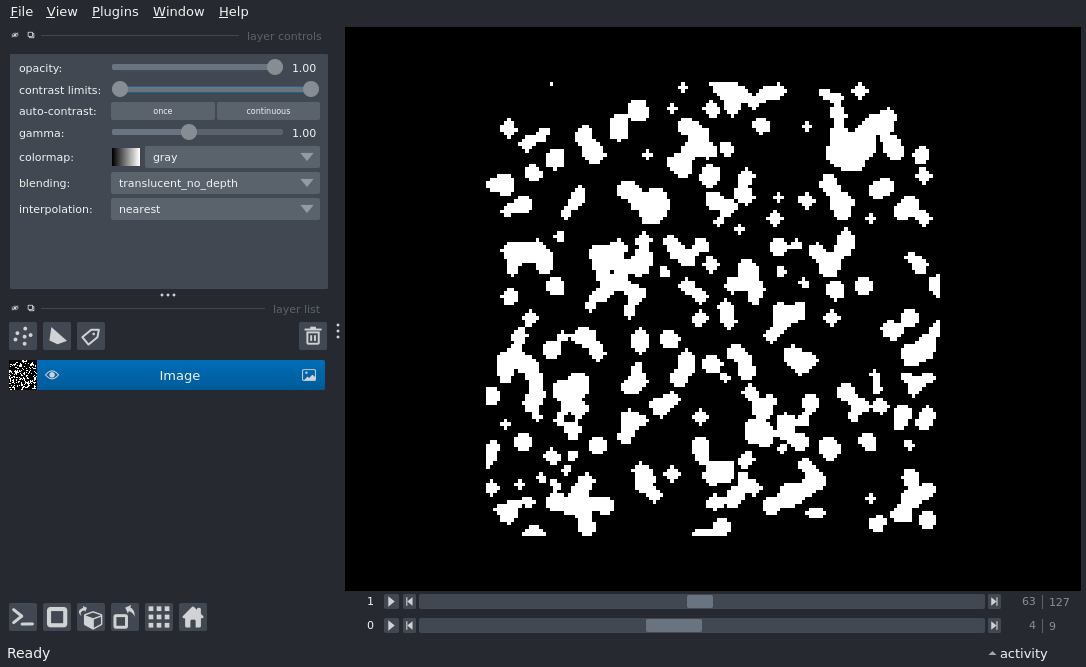 File View Plugins Window Help
layer controls
opacity: 1.00
contrast limits:
auto-contrast: once continuous
gamma: 1.00
colormap: gray
blending: translucent_no_depth
interpolation: nearest
layer list
Image
1 63 127
0 4 9
Ready activity